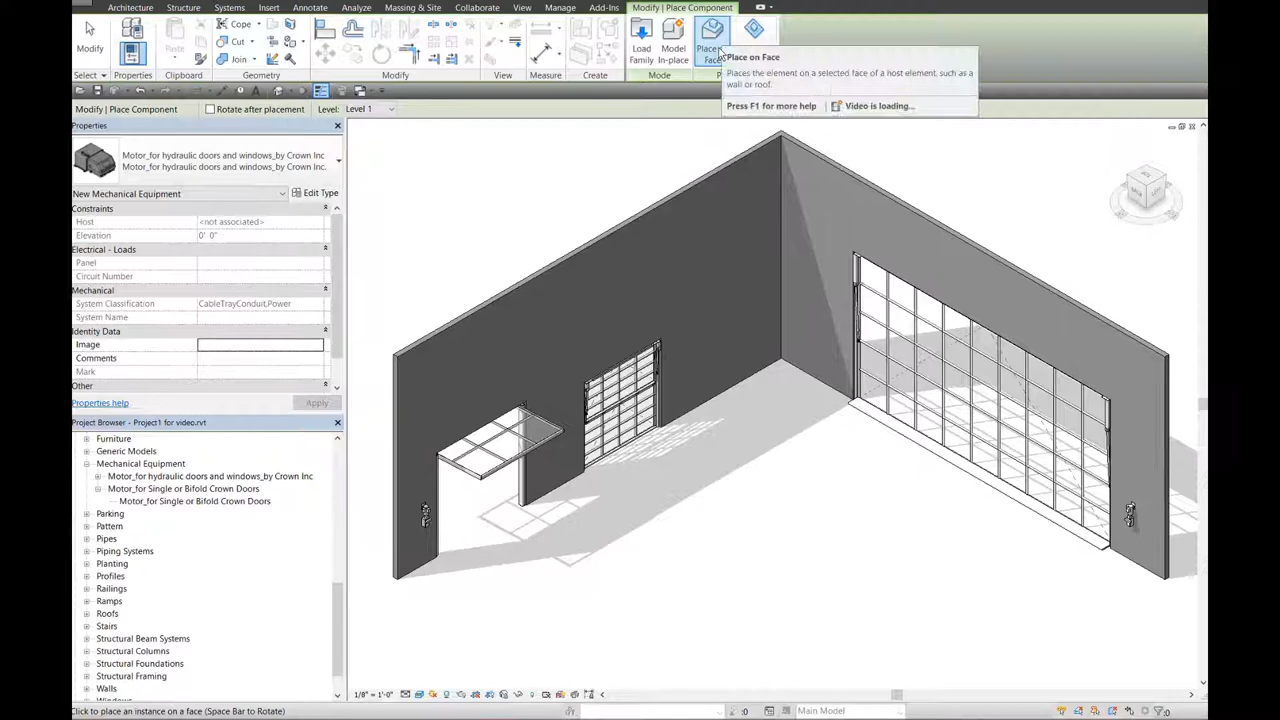 Architecture Structure Systems Insert Annotate Analyze Massing & Site Collaborate View Manage Add-Ins Modify | Place Component
Modify
Cope
Cut
Join
Paste
Load Family
Model In-place
Place on Face
Select Properties Clipboard Geometry Modify Measure Create Mode
Place on Face
Places the element on a selected face of a host element, such as a
wall or roof.
Press F1 for more help Video is loading...
Modify | Place Component Rotate after placement Level: Level 1
Properties
Motor_for hydraulic doors and windows_by Crown Inc
Motor_for hydraulic doors and windows_by Crown Inc.
New Mechanical Equipment Edit Type
Constraints
Host <not associated>
Elevation 0' 0"
Electrical - Loads
Panel
Circuit Number
Mechanical
System Classification CableTrayConduit,Power
System Name
Identity Data
Image
Comments
Mark
Other
Properties help Apply
Project Browser - Project1 for video.rvt
Furniture
Generic Models
Mechanical Equipment
Motor_for hydraulic doors and windows_by Crown Inc
Motor_for Single or Bifold Crown Doors
Motor_for Single or Bifold Crown Doors
Parking
Pattern
Pipes
Piping Systems
Planting
Profiles
Railings
Ramps
Roofs
Stairs
Structural Beam Systems
Structural Columns
Structural Foundations
Structural Framing
Walls
1/8" = 1'-0"
Click to place an instance on a face (Space Bar to Rotate) :0 Main Model :0